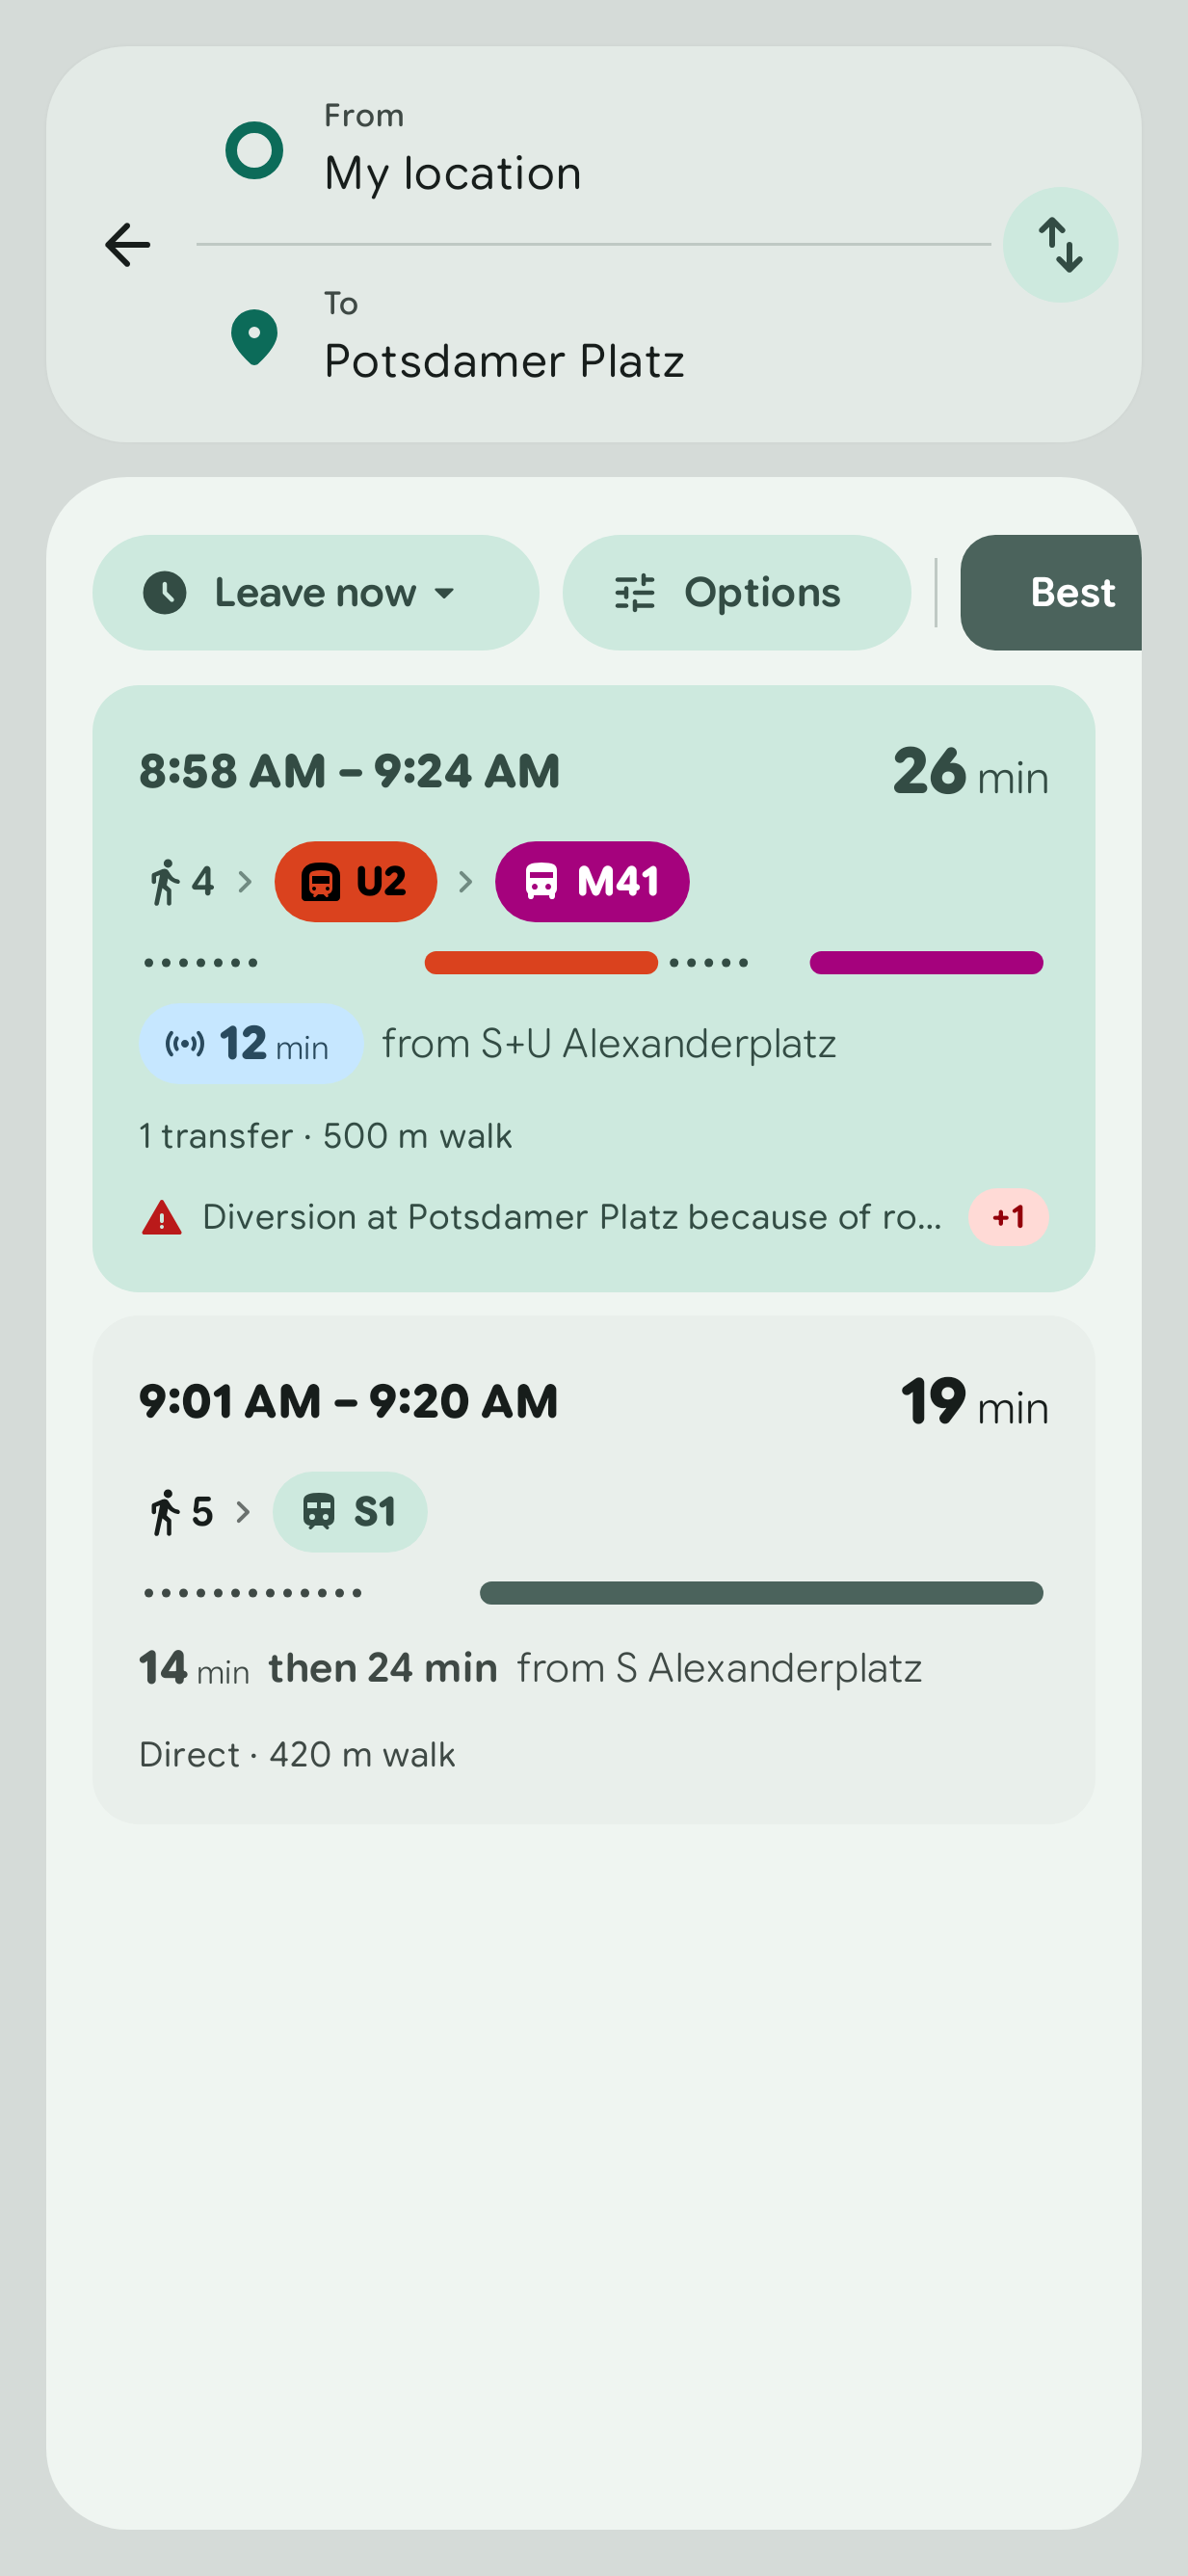 From
My location
To
Potsdamer Platz
Leave now
Options
Best
8:58 AM – 9:24 AM
26 min
4
U2
M41
12 min from S+U Alexanderplatz
1 transfer · 500 m walk
Diversion at Potsdamer Platz because of ro...
+1
9:01 AM – 9:20 AM
19 min
5
S1
14 min then 24 min from S Alexanderplatz
Direct · 420 m walk